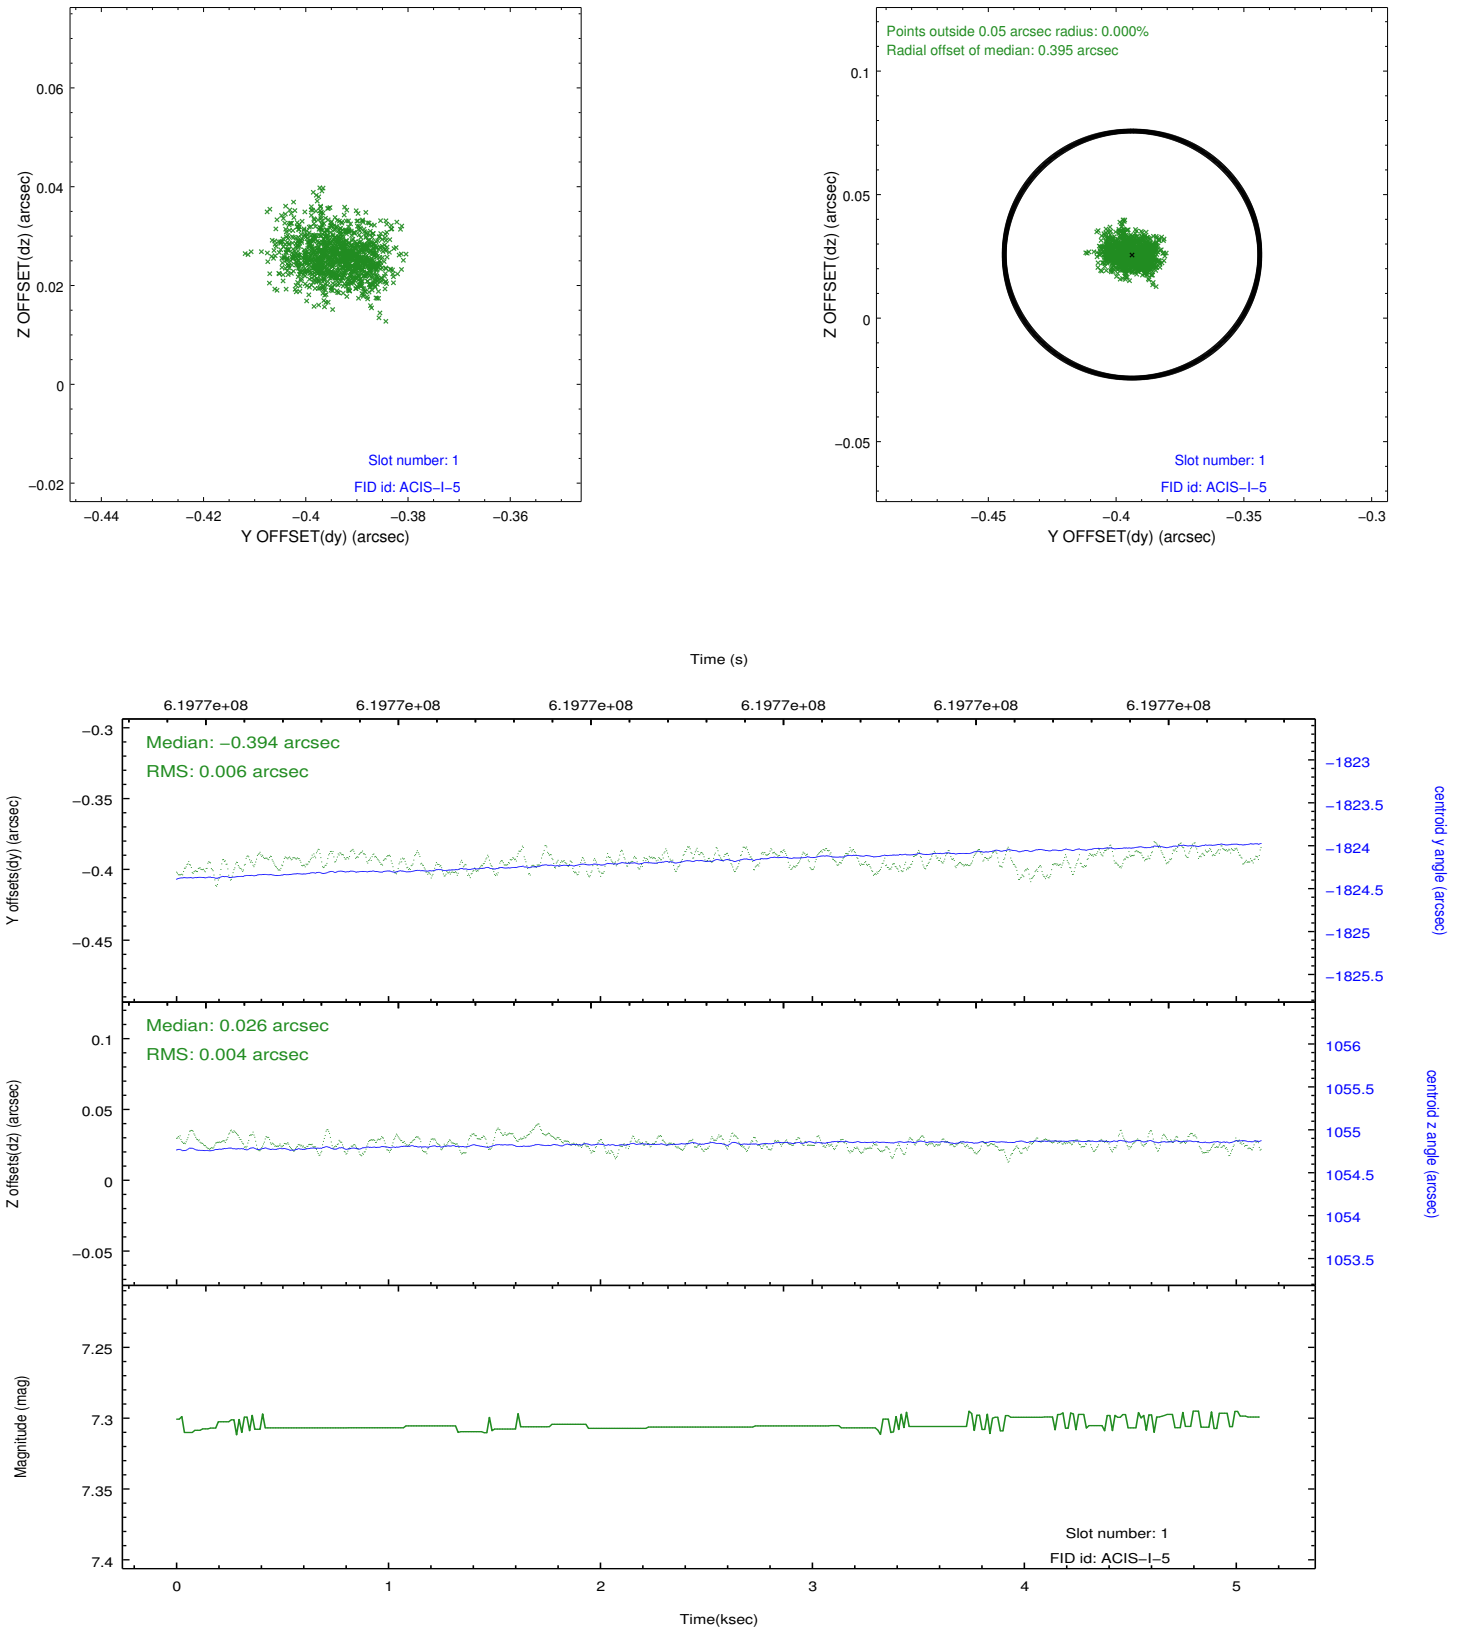 0.06
0.04
0.02
0
−0.02
Z OFFSET(dz) (arcsec)
Slot number: 1
FID id: ACIS−I−5
−0.44
−0.42
−0.4
−0.38
−0.36
Y OFFSET(dy) (arcsec)
Points outside 0.05 arcsec radius: 0.000%
Radial offset of median: 0.395 arcsec
0.1
0.05
0
−0.05
Z OFFSET(dz) (arcsec)
Slot number: 1
FID id: ACIS−I−5
−0.45
−0.4
−0.35
−0.3
Y OFFSET(dy) (arcsec)
Time (s)
6.1977e+08
6.1977e+08
6.1977e+08
6.1977e+08
6.1977e+08
6.1977e+08
Median: −0.394 arcsec
RMS: 0.006 arcsec
−0.3
−0.35
−0.4
−0.45
Y offsets(dy) (arcsec)
−1823
−1823.5
−1824
−1824.5
−1825
−1825.5
centroid y angle (arcsec)
Median: 0.026 arcsec
RMS: 0.004 arcsec
0.1
0.05
0
−0.05
Z offsets(dz) (arcsec)
1056
1055.5
1055
1054.5
1054
1053.5
centroid z angle (arcsec)
7.25
7.3
7.35
7.4
Magnitude (mag)
Slot number: 1
FID id: ACIS−I−5
0
1
2
3
4
5
Time(ksec)